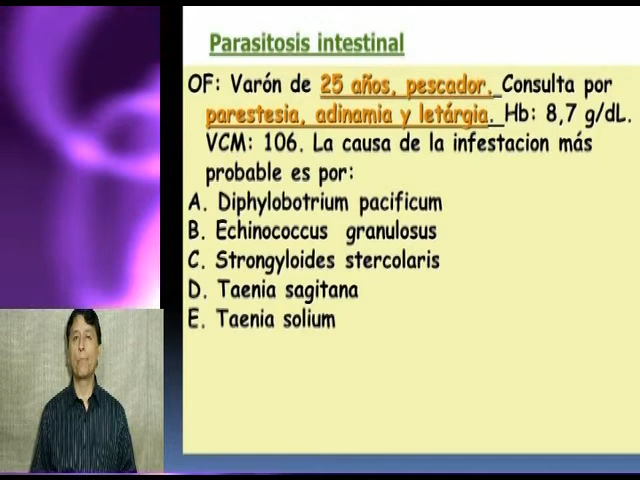 Parasitosis intestinal
OF: Varón de 25 años, pescador. Consulta por
parestesia, adinamia y letárgia. Hb: 8,7 g/dL.
VCM: 106. La causa de la infestacion más
probable es por:
A. Diphylobotrium pacificum
B. Echinococcus granulosus
C. Strongyloides stercolaris
D. Taenia sagitana
E. Taenia solium